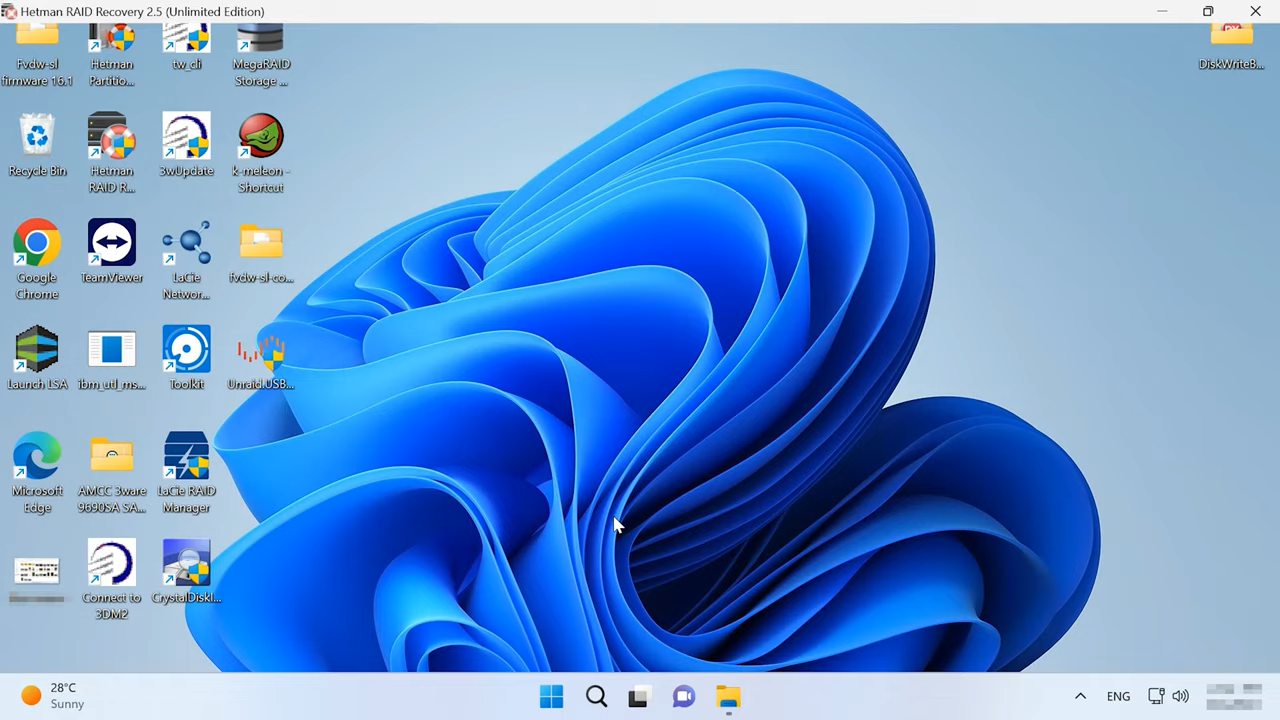 Hetman RAID Recovery 2.5 (Unlimited Edition)
Fvdw-sl
firmware 16.1
Hetman
Partitio...
tw_cli
MegaRAID
Storage ...
DiskWriteB...
Recycle Bin
Hetman
RAID R...
3wUpdate
k-meleon -
Shortcut
Google
Chrome
TeamViewer
LaCie
Networ...
fvdw-sl-co...
Launch LSA
ibm_utl_ms...
Toolkit
Unraid.USB...
Microsoft
Edge
AMCC 3ware
9690SA SA...
LaCie RAID
Manager
Connect to
3DM2
CrystalDiskI...
28°C
Sunny
ENG